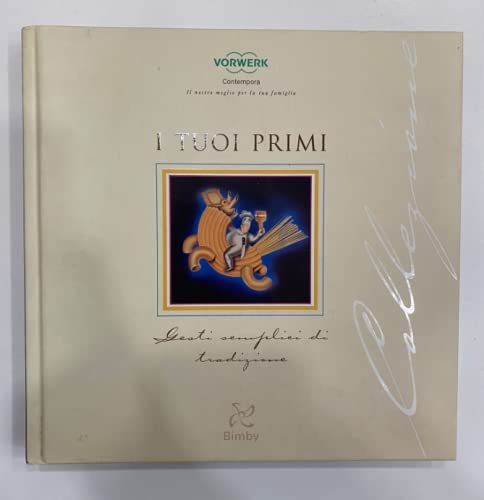 VORWERK
Contempora
Il nostro meglio per la tua famiglia
I TUOI PRIMI
Gesti semplici di
tradizione
Collezione
Bimby